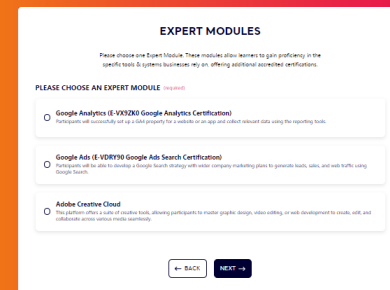 EXPERT MODULES
Please choose one Expert Module. These modules allow learners to gain proficiency in the
specific tools & systems businesses rely on, offering additional accredited certifications.
PLEASE CHOOSE AN EXPERT MODULE (required)
Google Analytics (E-VX9ZK0 Google Analytics Certification)
Participants will successfully set up a GA4 property for a website or an app and collect relevant data using the reporting tools.
Google Ads (E-VDRY90 Google Ads Search Certification)
Participants will be able to develop a Google Search strategy with wider company marketing plans to generate leads, sales, and web traffic using
Google Search.
Adobe Creative Cloud
This platform offers a suite of creative tools, allowing participants to master graphic design, video editing, or web development to create, edit, and
collaborate across various media seamlessly.
← BACK NEXT →